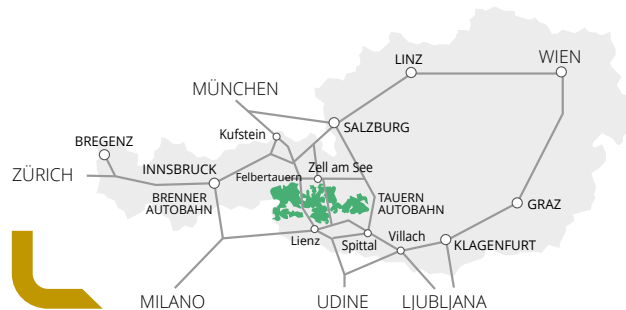 WIEN
LINZ
MÜNCHEN
SALZBURG
Kufstein
BREGENZ
ZÜRICH
INNSBRUCK
Felbertauern
Zell am See
BRENNER
AUTOBAHN
TAUERN
AUTOBAHN
GRAZ
Lienz
Spittal
Villach
KLAGENFURT
MILANO
UDINE
LJUBLJANA